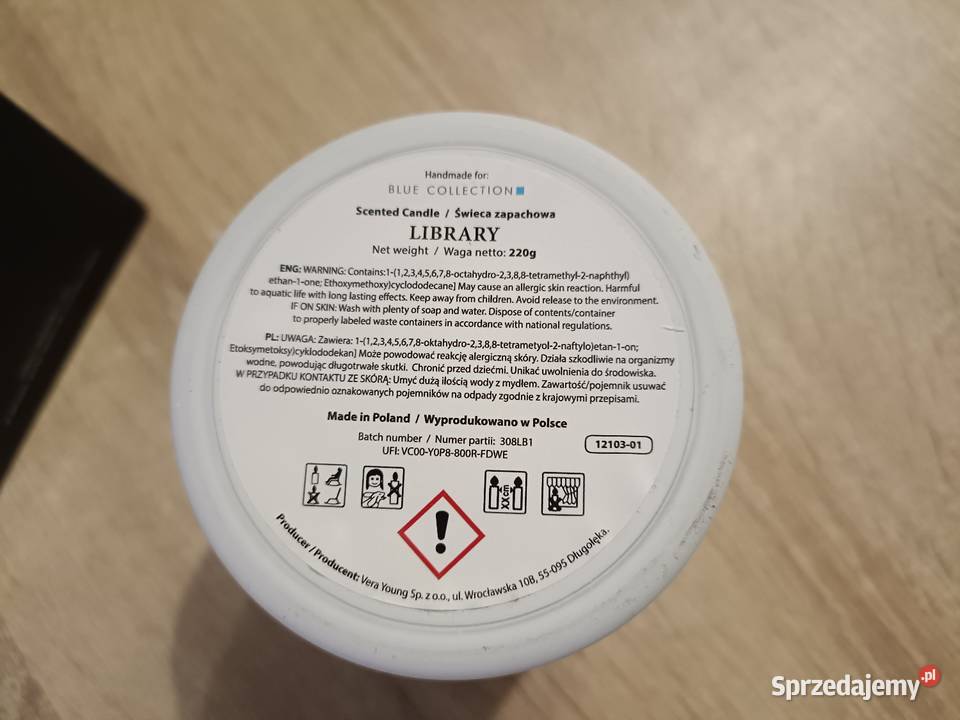 Handmade for:
BLUE COLLECTION
Scented Candle / Świeca zapachowa
LIBRARY
Net weight / Waga netto: 220g
ENG: WARNING: Contains:1-(1,2,3,4,5,6,7,8-octahydro-2,3,8,8-tetramethyl-2-naphthyl)
ethan-1-one; Ethoxymethoxy)cyclododecane] May cause an allergic skin reaction. Harmful
to aquatic life with long lasting effects. Keep away from children. Avoid release to the environment.
IF ON SKIN: Wash with plenty of soap and water. Dispose of contents/container
to properly labeled waste containers in accordance with national regulations.
PL: UWAGA: Zawiera: 1-(1,2,3,4,5,6,7,8-oktahydro-2,3,8,8-tetrametyol-2-naftylo)etan-1-on;
Etoksymetoksy)cyklododekan] Może powodować reakcję alergiczną skóry. Działa szkodliwie na organizmy
wodne, powodując długotrwałe skutki. Chronić przed dziećmi. Unikać uwolnienia do środowiska.
W PRZYPADKU KONTAKTU ZE SKÓRĄ: Umyć dużą ilością wody z mydłem. Zawartość/pojemnik usuwać
do odpowiednio oznakowanych pojemników na odpady zgodnie z krajowymi przepisami.
Made in Poland / Wyprodukowano w Polsce
Batch number / Numer partii: 308LB1
12103-01
UFI: VC00-Y0P8-800R-FDWE
Producer / Producent: Vera Young Sp. z o.o., ul. Wrocławska 10B, 55-095 Długołęka.
Sprzedajemy.pl